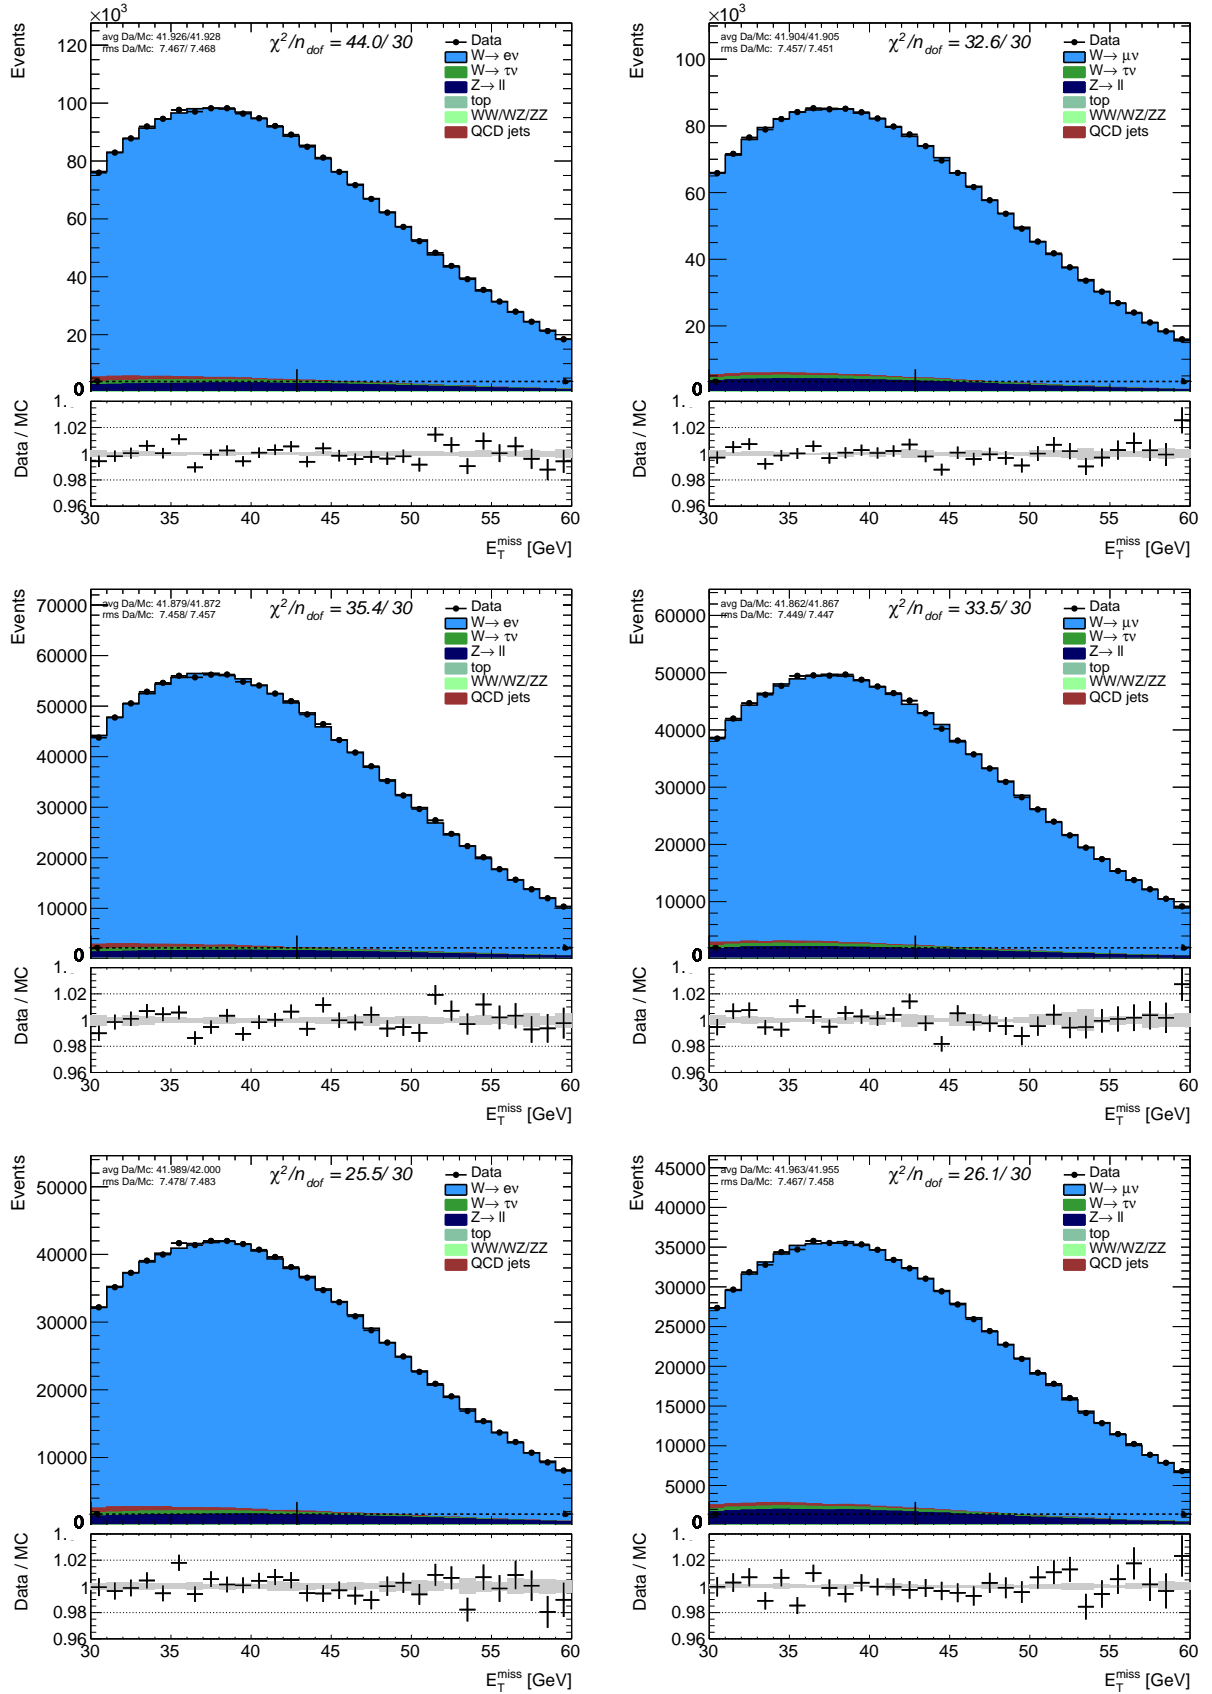 ×10³
Events
avg Da/Mc: 41.926/41.928
rms Da/Mc: 7.467/ 7.468
χ²/n_dof = 44.0/ 30
Data
W→ eν
W→ τν
Z→ ll
top
WW/WZ/ZZ
QCD jets
120
100
80
60
40
20
0
Data / MC
1.02
1
0.98
0.96
30 35 40 45 50 55 60
E_T^miss [GeV]
×10³
Events
avg Da/Mc: 41.904/41.905
rms Da/Mc: 7.457/ 7.451
χ²/n_dof = 32.6/ 30
Data
W→ μν
W→ τν
Z→ ll
top
WW/WZ/ZZ
QCD jets
100
80
60
40
20
0
Data / MC
1.02
1
0.98
0.96
30 35 40 45 50 55 60
E_T^miss [GeV]
Events
avg Da/Mc: 41.879/41.872
rms Da/Mc: 7.458/ 7.457
χ²/n_dof = 35.4/ 30
Data
W→ eν
W→ τν
Z→ ll
top
WW/WZ/ZZ
QCD jets
70000
60000
50000
40000
30000
20000
10000
0
Data / MC
1.02
1
0.98
0.96
30 35 40 45 50 55 60
E_T^miss [GeV]
Events
avg Da/Mc: 41.862/41.867
rms Da/Mc: 7.449/ 7.447
χ²/n_dof = 33.5/ 30
Data
W→ μν
W→ τν
Z→ ll
top
WW/WZ/ZZ
QCD jets
60000
50000
40000
30000
20000
10000
0
Data / MC
1.02
1
0.98
0.96
30 35 40 45 50 55 60
E_T^miss [GeV]
Events
avg Da/Mc: 41.989/42.000
rms Da/Mc: 7.478/ 7.483
χ²/n_dof = 25.5/ 30
Data
W→ eν
W→ τν
Z→ ll
top
WW/WZ/ZZ
QCD jets
50000
40000
30000
20000
10000
0
Data / MC
1.02
1
0.98
0.96
30 35 40 45 50 55 60
E_T^miss [GeV]
Events
avg Da/Mc: 41.963/41.955
rms Da/Mc: 7.467/ 7.458
χ²/n_dof = 26.1/ 30
Data
W→ μν
W→ τν
Z→ ll
top
WW/WZ/ZZ
QCD jets
45000
40000
35000
30000
25000
20000
15000
10000
5000
0
Data / MC
1.02
1
0.98
0.96
30 35 40 45 50 55 60
E_T^miss [GeV]